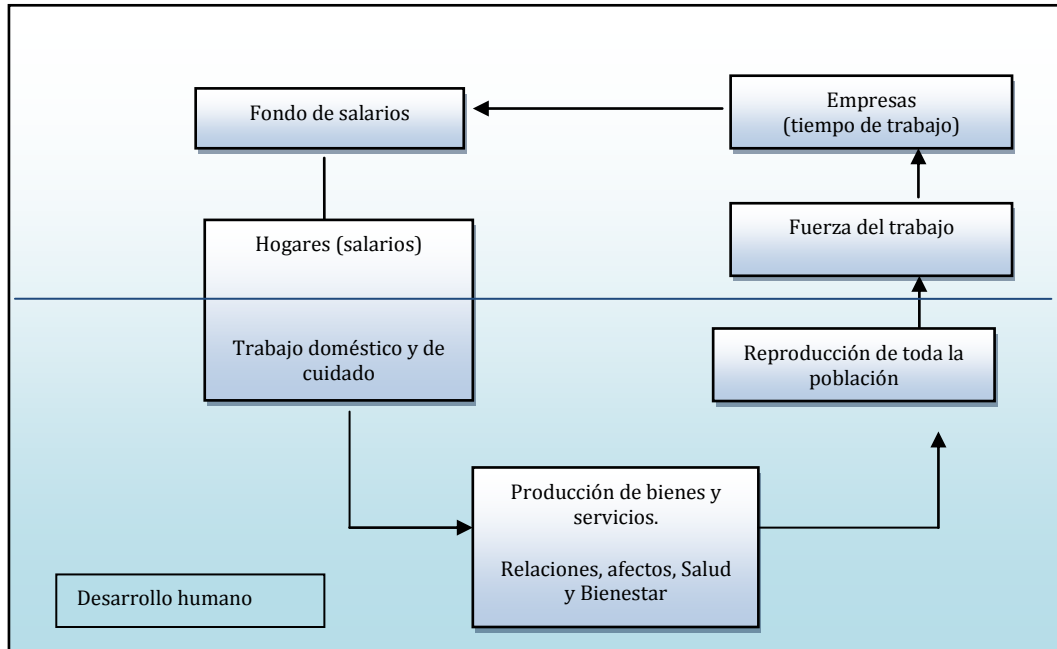 Fondo de salarios
Empresas
(tiempo de trabajo)
Fuerza del trabajo
Hogares (salarios)
Trabajo doméstico y de
cuidado
Reproducción de toda la
población
Producción de bienes y
servicios.
Relaciones, afectos, Salud
y Bienestar
Desarrollo humano